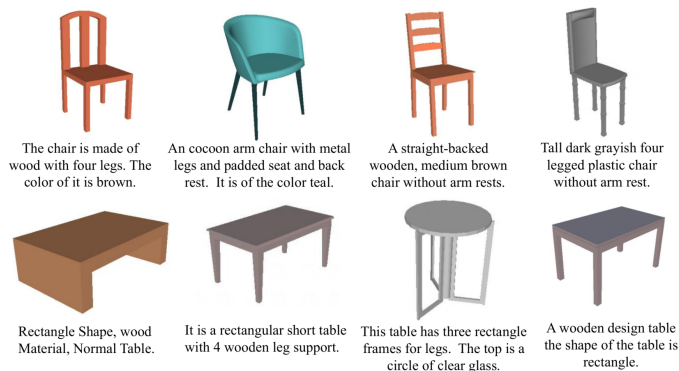 The chair is made of
wood with four legs. The
color of it is brown.
An cocoon arm chair with metal
legs and padded seat and back
rest. It is of the color teal.
A straight-backed
wooden, medium brown
chair without arm rests.
Tall dark grayish four
legged plastic chair
without arm rest.
Rectangle Shape, wood
Material, Normal Table.
It is a rectangular short table
with 4 wooden leg support.
This table has three rectangle
frames for legs. The top is a
circle of clear glass.
A wooden design table
the shape of the table is
rectangle.